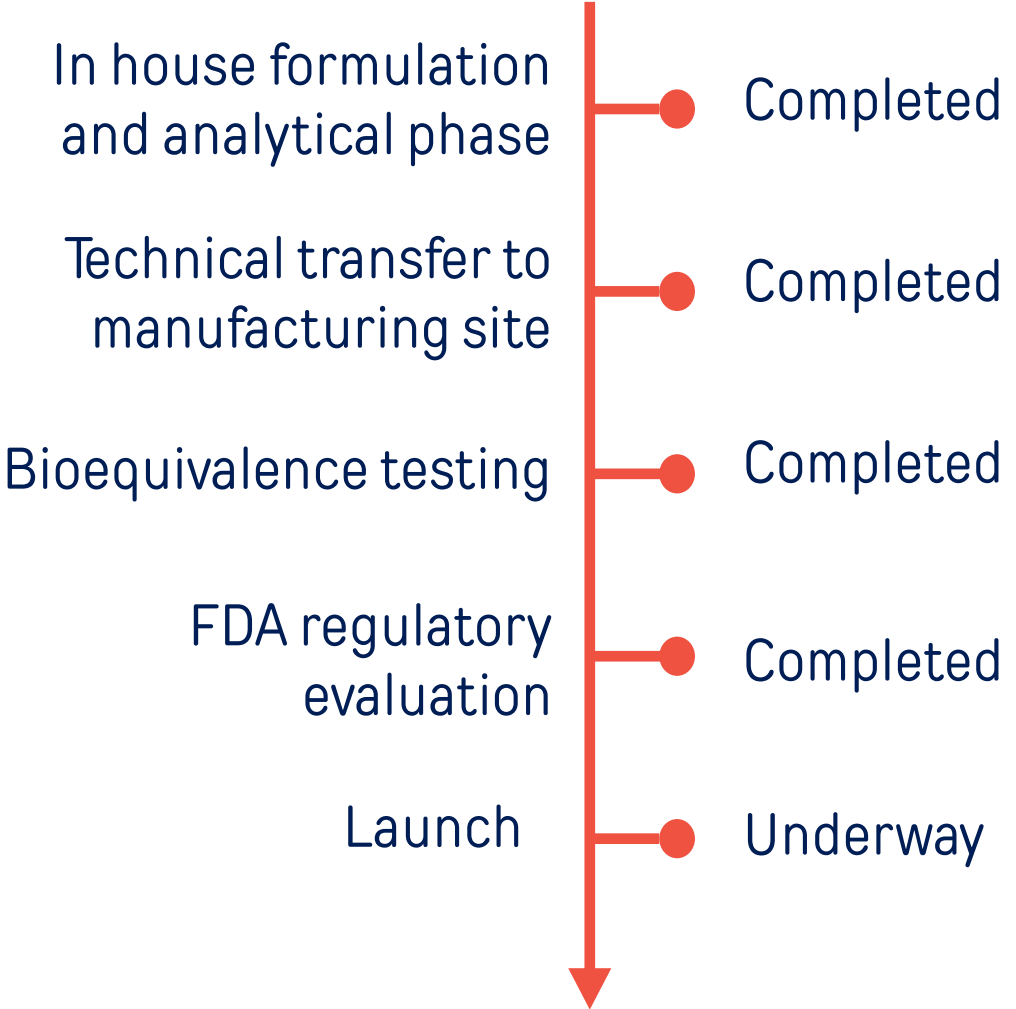 In house formulation
and analytical phase
Completed
Technical transfer to
manufacturing site
Completed
Bioequivalence testing
Completed
FDA regulatory
evaluation
Completed
Launch
Underway